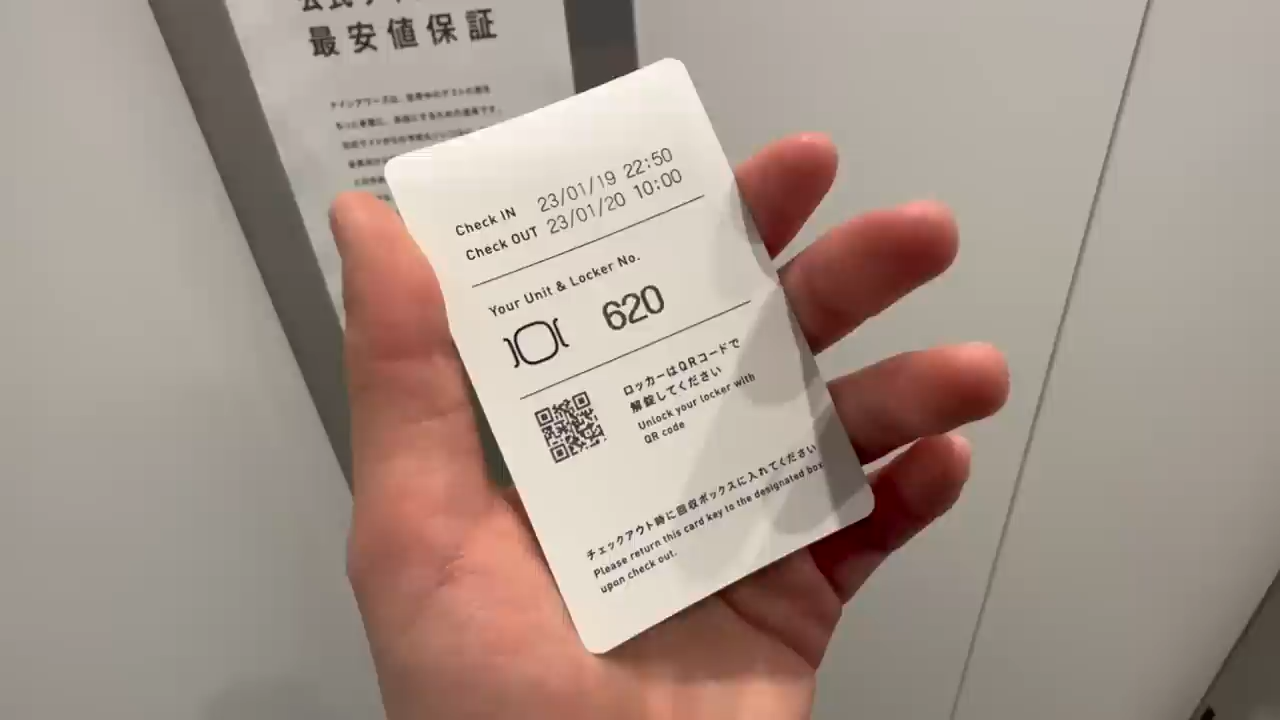 最安値保証
Check IN 23/01/19 22:50
Check OUT 23/01/20 10:00
Your Unit & Locker No.
620
ロッカーはQRコードで
解錠してください
Unlock your locker with
QR code
チェックアウト時に回収ボックスに入れてください
Please return this card key to the designated box
upon check out.